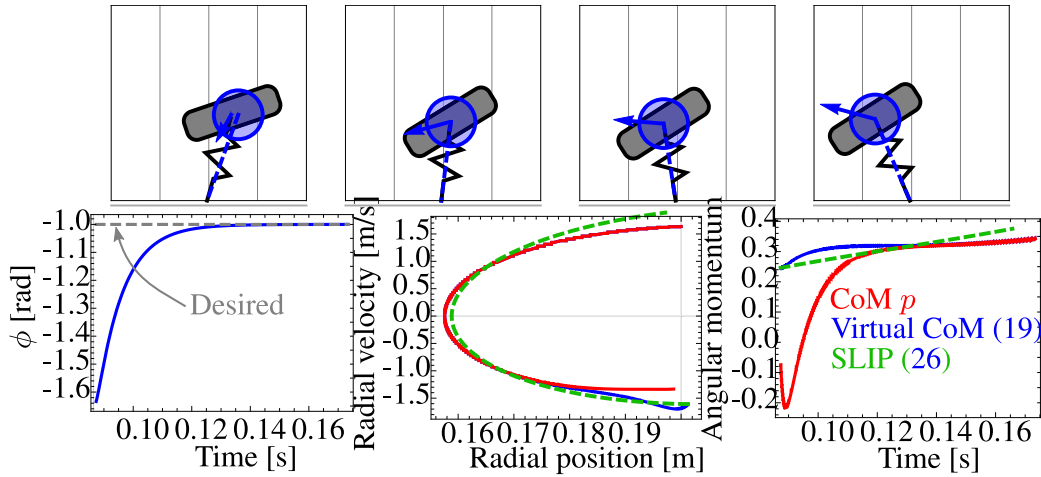 -1.0
-1.1
-1.2
-1.3
-1.4
-1.5
-1.6
ϕ [rad]
Desired
0.10 0.12 0.14 0.16
Time [s]
1.5
1.0
0.5
0.0
-0.5
-1.0
-1.5
Radial velocity [m/s]
0.16 0.17 0.18 0.19
Radial position [m]
0.4
0.3
0.2
0.1
0.0
-0.1
-0.2
Angular momentum
CoM p
Virtual CoM (19)
SLIP (26)
0.10 0.12 0.14 0.16
Time [s]